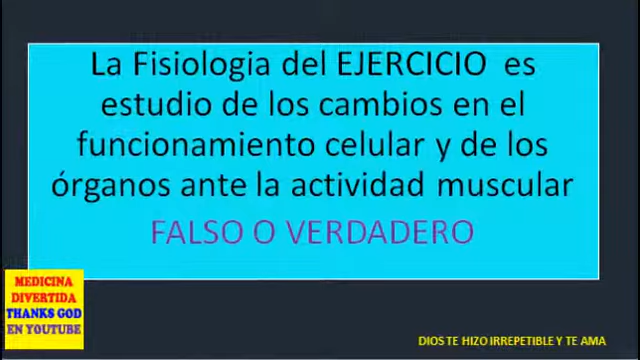 La Fisiologia del EJERCICIO es
estudio de los cambios en el
funcionamiento celular y de los
órganos ante la actividad muscular
FALSO O VERDADERO
MEDICINA
DIVERTIDA
THANKS GOD
EN YOUTUBE
DIOS TE HIZO IRREPETIBLE Y TE AMA